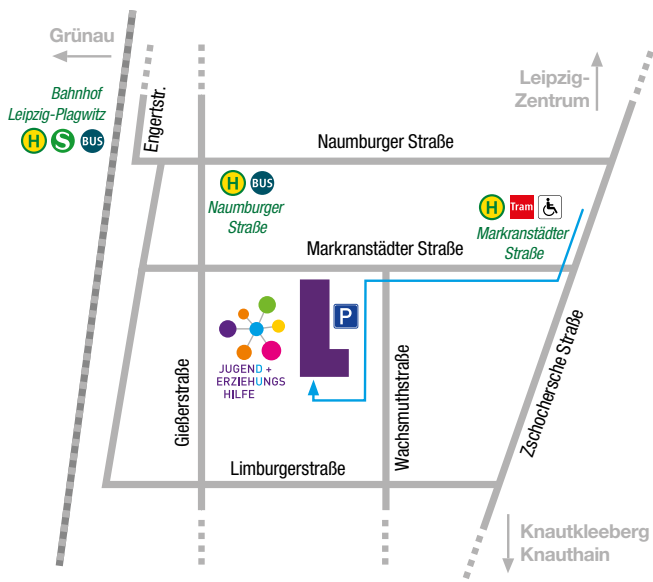 Grünau
Bahnhof
Leipzig-Plagwitz
H
S
BUS
Engertstr.
Leipzig-
Zentrum
Naumburger Straße
H
BUS
Naumburger
Straße
H
Tram
Markranstädter
Straße
Markranstädter Straße
P
JUGEND +
ERZIEHUNGS
HILFE
Gießerstraße
Wachsmuthstraße
Zschochersche Straße
Limburgerstraße
Knautkleeberg
Knauthain